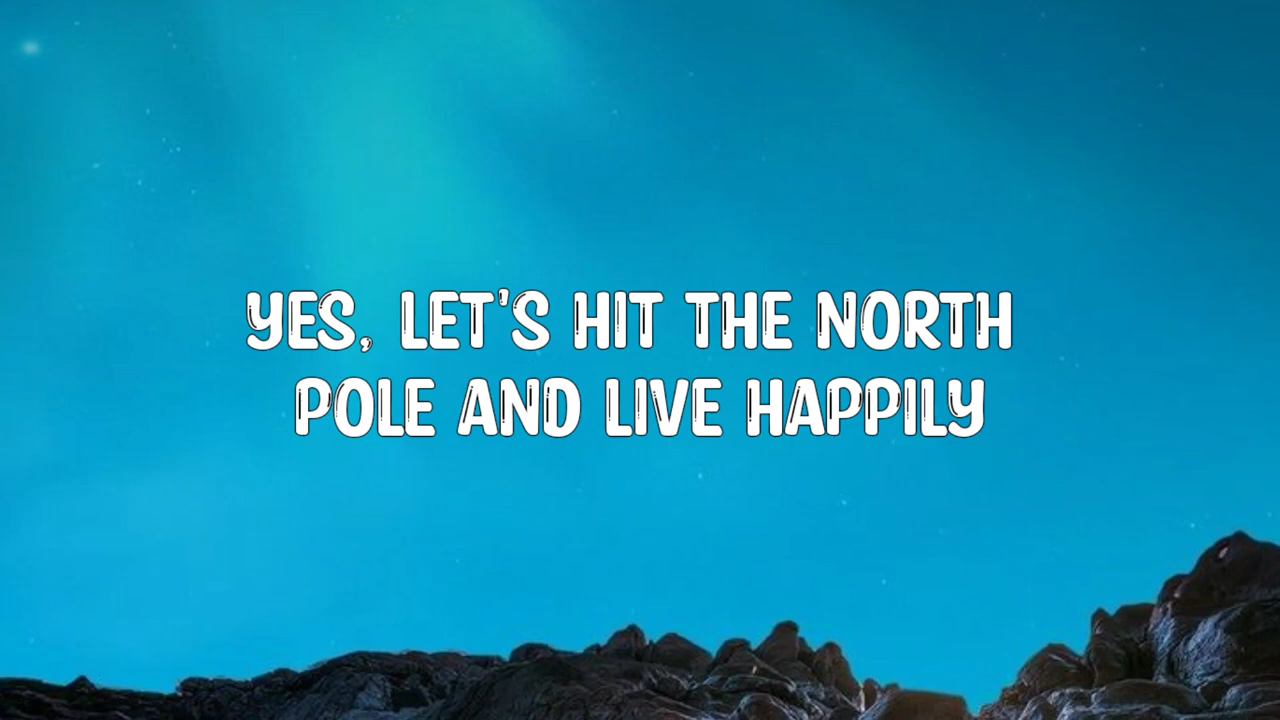 YES, LET'S HIT THE NORTH
POLE AND LIVE HAPPILY